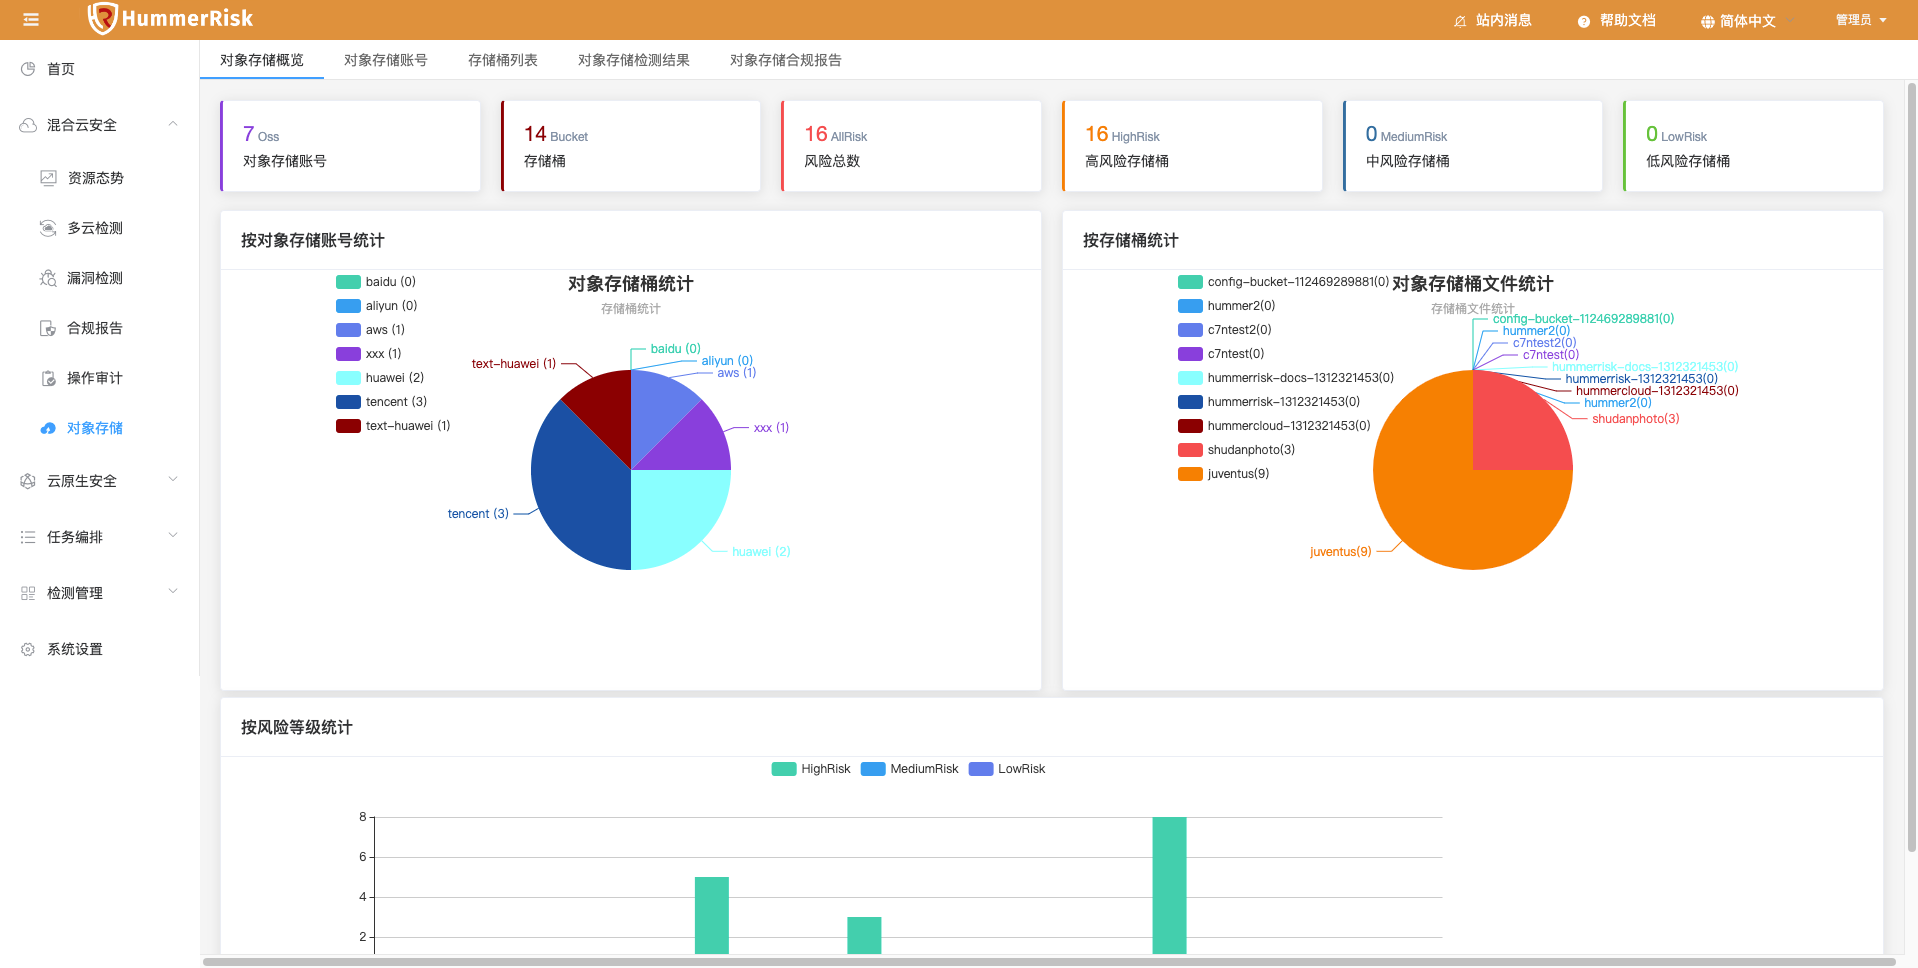 HummerRisk
站内消息
帮助文档
简体中文
管理员
首页
混合云安全
资源态势
多云检测
漏洞检测
合规报告
操作审计
对象存储
云原生安全
任务编排
检测管理
系统设置
对象存储概览
对象存储账号
存储桶列表
对象存储检测结果
对象存储合规报告
7 Oss
对象存储账号
14 Bucket
存储桶
16 AllRisk
风险总数
16 HighRisk
高风险存储桶
0 MediumRisk
中风险存储桶
0 LowRisk
低风险存储桶
按对象存储账号统计
baidu (0)
aliyun (0)
aws (1)
xxx (1)
huawei (2)
tencent (3)
text-huawei (1)
对象存储桶统计
存储桶统计
baidu (0)
aliyun (0)
aws (1)
text-huawei (1)
xxx (1)
tencent (3)
huawei (2)
按存储桶统计
config-bucket-112469289881(0)
hummer2(0)
c7ntest2(0)
c7ntest(0)
hummerrisk-docs-1312321453(0)
hummerrisk-1312321453(0)
hummercloud-1312321453(0)
shudanphoto(3)
juventus(9)
对象存储桶文件统计
存储桶文件统计
config-bucket-112469289881(0)
hummer2(0)
c7ntest2(0)
c7ntest(0)
hummerrisk-docs-1312321453(0)
hummerrisk-1312321453(0)
hummercloud-1312321453(0)
hummer2(0)
shudanphoto(3)
juventus(9)
按风险等级统计
HighRisk
MediumRisk
LowRisk
8
6
4
2